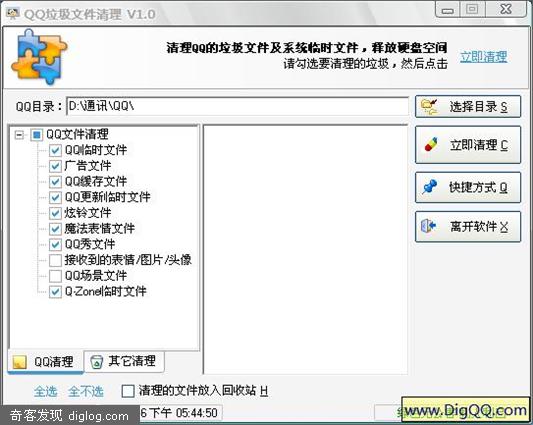 QQ垃圾文件清理 V1.0
清理QQ的垃圾文件及系统临时文件，释放硬盘空间
请勾选要清理的垃圾，然后点击
立即清理
QQ目录：
D:\通讯\QQ\
选择目录 S
QQ文件清理
QQ临时文件
广告文件
QQ缓存文件
QQ更新临时文件
炫铃文件
魔法表情文件
QQ秀文件
接收到的表情/图片/头像
QQ场景文件
Q-Zone临时文件
立即清理 C
快捷方式 Q
离开软件 X
QQ清理
其它清理
全选
全不选
清理的文件放入回收站 H
奇客发现 diglog.com
6 下午 05:44:50
www.DigQQ.com